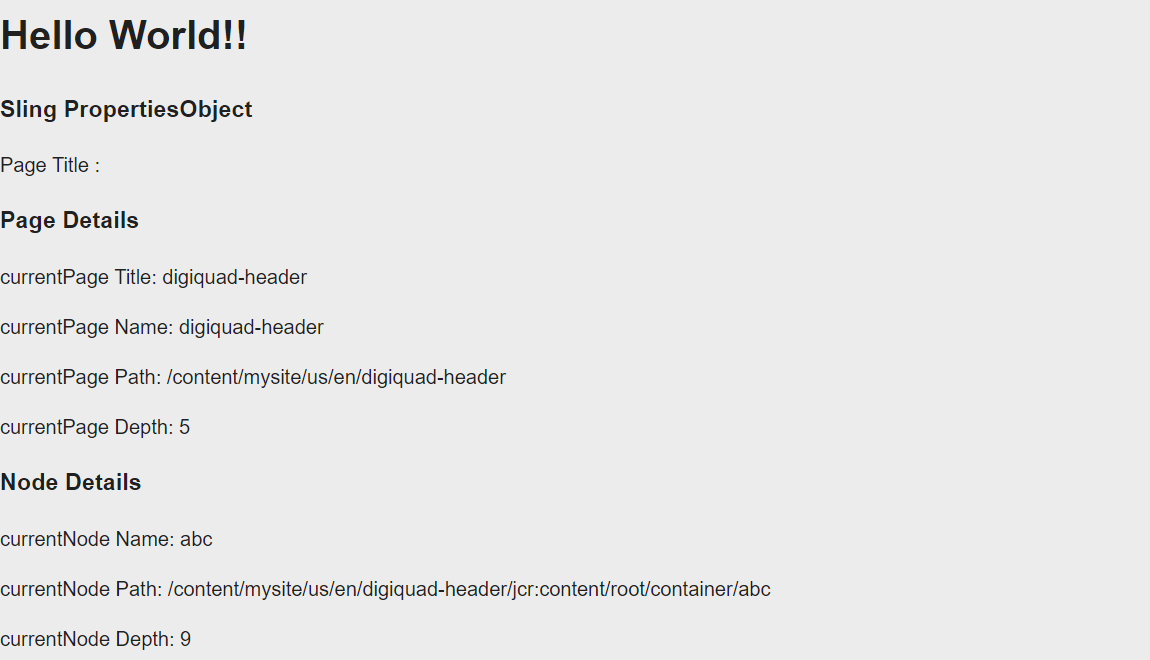 Hello World!!
Sling PropertiesObject
Page Title :
Page Details
currentPage Title: digiquad-header
currentPage Name: digiquad-header
currentPage Path: /content/mysite/us/en/digiquad-header
currentPage Depth: 5
Node Details
currentNode Name: abc
currentNode Path: /content/mysite/us/en/digiquad-header/jcr:content/root/container/abc
currentNode Depth: 9